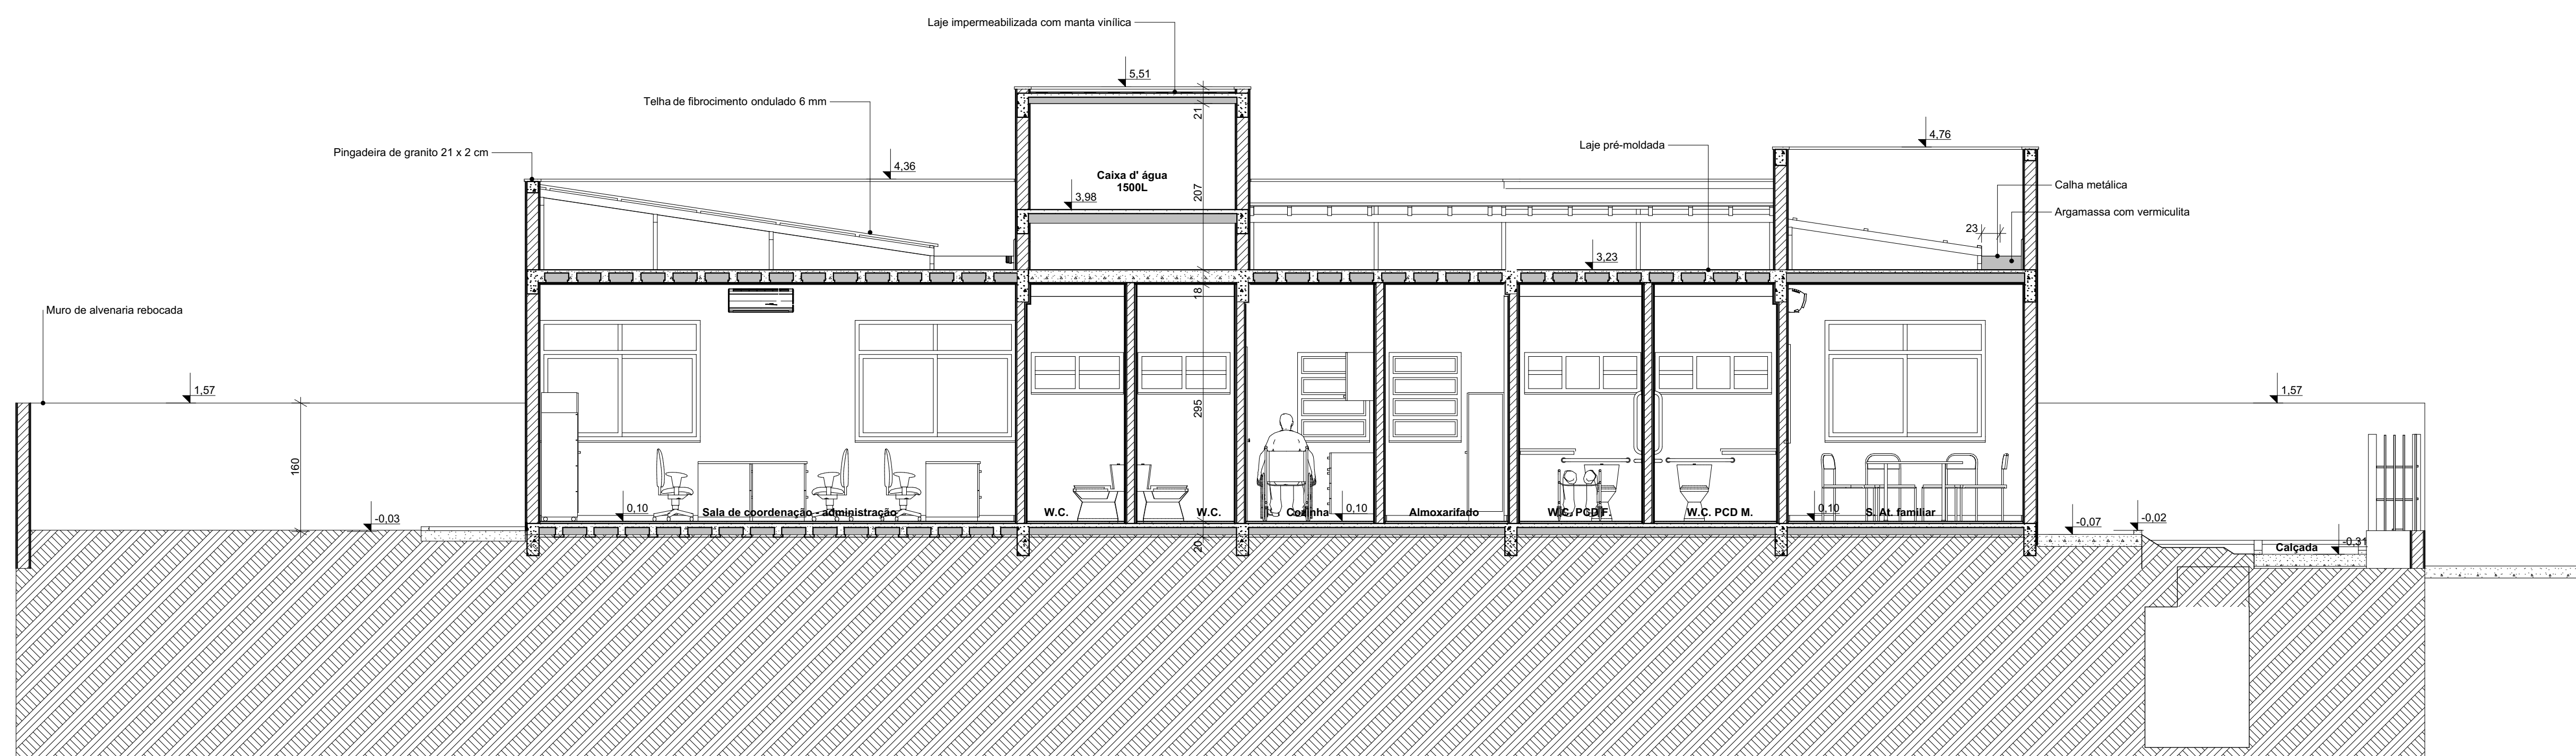 Laje impermeabilizada com manta vinílica
5,51
Telha de fibrocimento ondulado 6 mm
21
4,76
Pingadeira de granito 21 x 2 cm
Laje pré-moldada
4,36
Caixa d' água
1500L
207
3,98
Calha metálica
Argamassa com vermiculita
23
3,23
18
Muro de alvenaria rebocada
1,57
1,57
295
160
-0,03
0,10
Sala de coordenação - administração
W.C.
W.C.
Cozinha
0,10
Almoxarifado
W.C. PCD F.
W.C. PCD M.
0,10
S. At. familiar
-0,07
-0,02
20
Calçada
-0,31